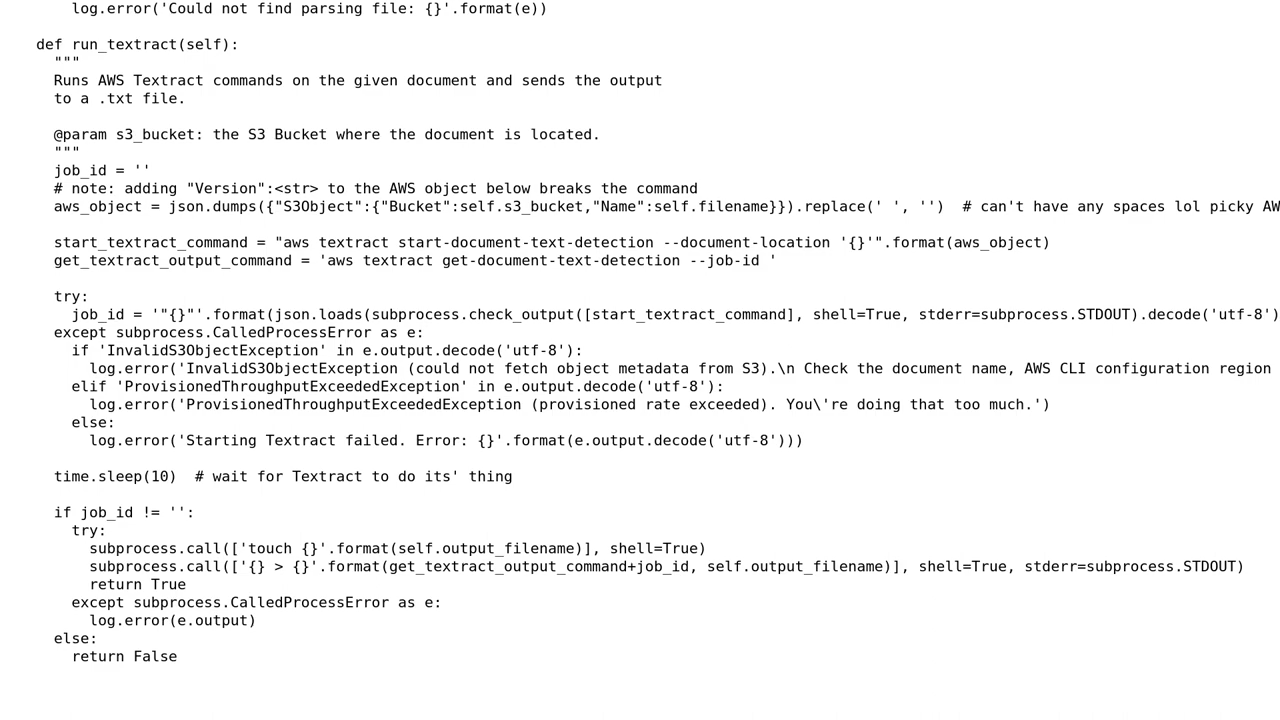 log.error('Could not find parsing file: {}'.format(e))
def run_textract(self):
"""
Runs AWS Textract commands on the given document and sends the output
to a .txt file.
@param s3_bucket: the S3 Bucket where the document is located.
"""
job_id = ''
# note: adding "Version":<str> to the AWS object below breaks the command
aws_object = json.dumps({"S3Object":{"Bucket":self.s3_bucket,"Name":self.filename}}).replace(' ', '')  # can't have any spaces lol picky AW
start_textract_command = "aws textract start-document-text-detection --document-location '{}'".format(aws_object)
get_textract_output_command = 'aws textract get-document-text-detection --job-id '
try:
job_id = '"{}"'.format(json.loads(subprocess.check_output([start_textract_command], shell=True, stderr=subprocess.STDOUT).decode('utf-8')
except subprocess.CalledProcessError as e:
if 'InvalidS3ObjectException' in e.output.decode('utf-8'):
log.error('InvalidS3ObjectException (could not fetch object metadata from S3).\n Check the document name, AWS CLI configuration region
elif 'ProvisionedThroughputExceededException' in e.output.decode('utf-8'):
log.error('ProvisionedThroughputExceededException (provisioned rate exceeded). You\'re doing that too much.')
else:
log.error('Starting Textract failed. Error: {}'.format(e.output.decode('utf-8')))
time.sleep(10)  # wait for Textract to do its' thing
if job_id != '':
try:
subprocess.call(['touch {}'.format(self.output_filename)], shell=True)
subprocess.call(['{} > {}'.format(get_textract_output_command+job_id, self.output_filename)], shell=True, stderr=subprocess.STDOUT)
return True
except subprocess.CalledProcessError as e:
log.error(e.output)
else:
return False